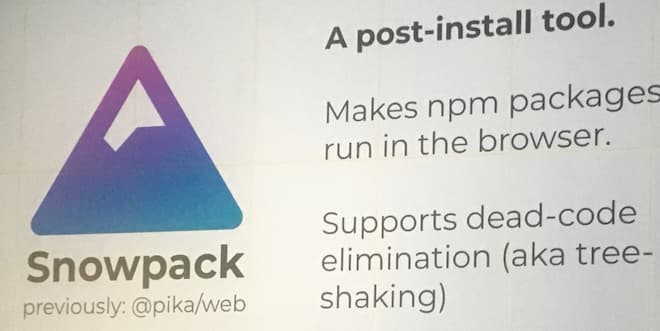 A post-install tool.
Makes npm packages
run in the browser.
Supports dead-code
elimination (aka tree-
shaking)
Snowpack
previously: @pika/web